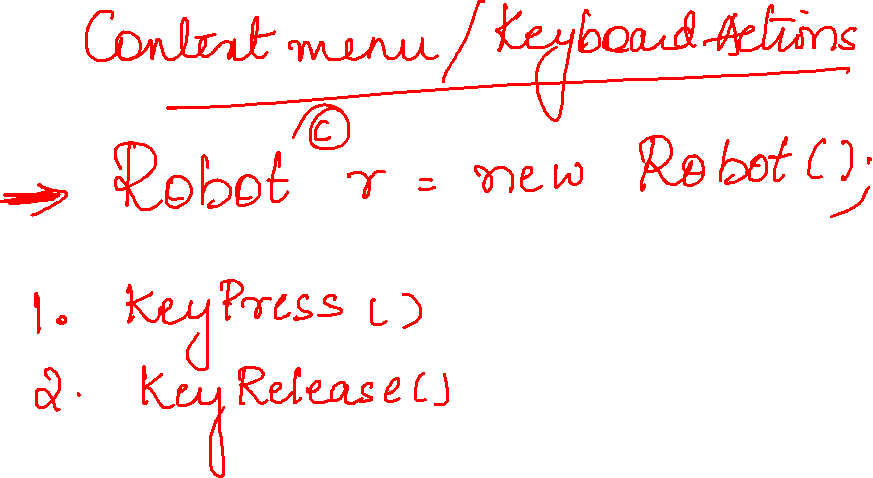 Context menu / Keyboard Actions
© 
→ Robot r = new Robot();
1. KeyPress()
2. KeyRelease()